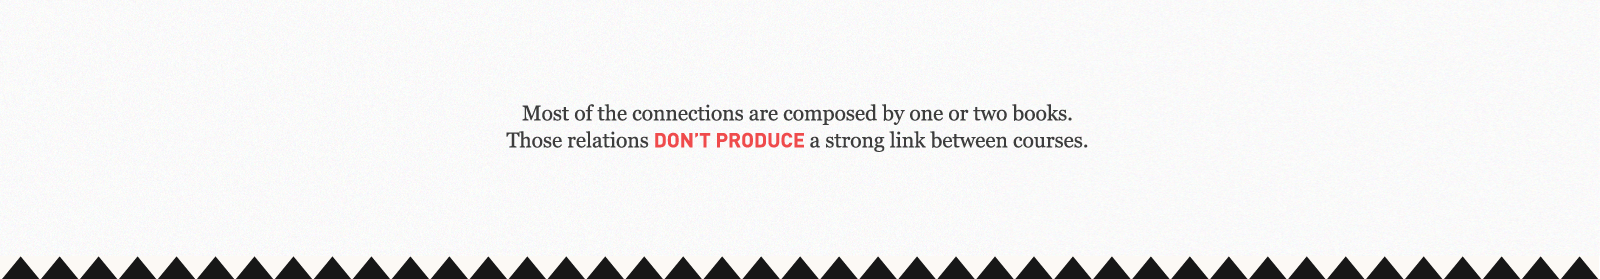 Most of the connections are composed by one or two books.
Those relations DON'T PRODUCE a strong link between courses.